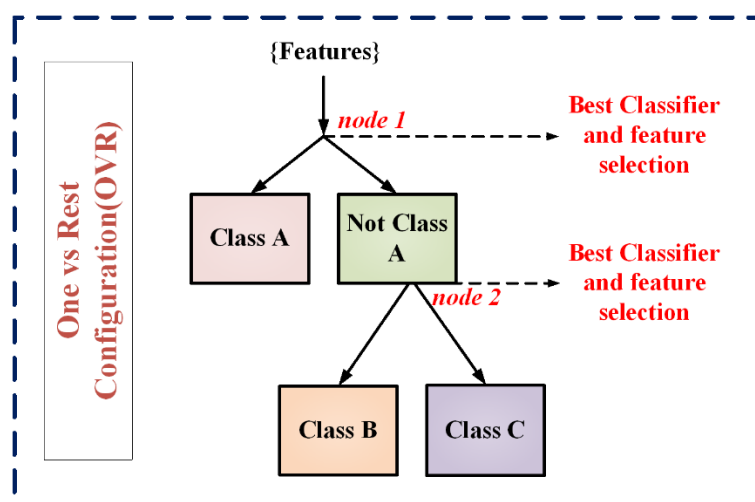 One vs Rest
Configuration(OVR)
{Features}
node 1
Best Classifier
and feature
selection
Class A
Not Class
A
node 2
Best Classifier
and feature
selection
Class B
Class C